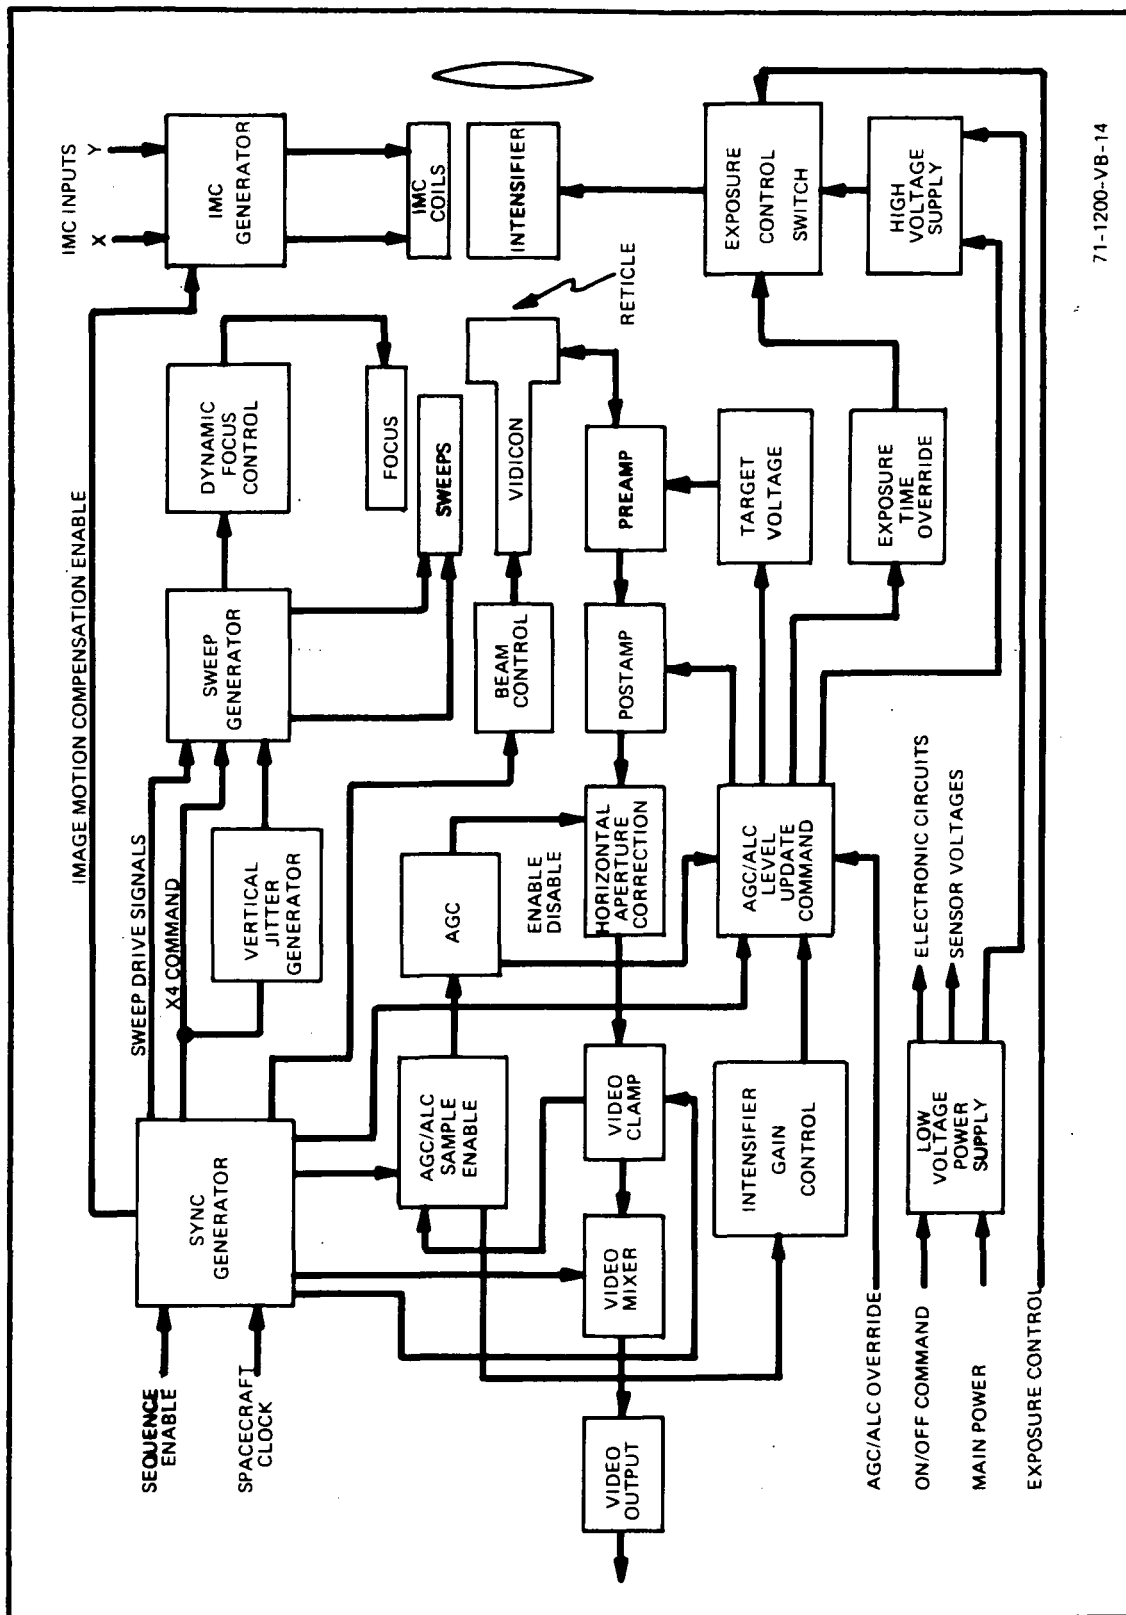 IMC INPUTS
X
Y
IMC
GENERATOR
IMC
COILS
INTENSIFIER
EXPOSURE
CONTROL
SWITCH
HIGH
VOLTAGE
SUPPLY
71-1200-VB-14
IMAGE MOTION COMPENSATION ENABLE
DYNAMIC
FOCUS
CONTROL
FOCUS
SWEEPS
VIDICON
RETICLE
PREAMP
TARGET
VOLTAGE
EXPOSURE
TIME
OVERRIDE
SWEEP
GENERATOR
BEAM
CONTROL
POSTAMP
SWEEP DRIVE SIGNALS
X4 COMMAND
VERTICAL
JITTER
GENERATOR
AGC
ENABLE
DISABLE
HORIZONTAL
APERTURE
CORRECTION
AGC/ALC
LEVEL
UPDATE
COMMAND
ELECTRONIC CIRCUITS
SENSOR VOLTAGES
SYNC
GENERATOR
AGC/ALC
SAMPLE
ENABLE
VIDEO
CLAMP
VIDEO
MIXER
INTENSIFIER
GAIN
CONTROL
LOW
VOLTAGE
POWER
SUPPLY
SEQUENCE
ENABLE
SPACECRAFT
CLOCK
VIDEO
OUTPUT
AGC/ALC OVERRIDE
ON/OFF COMMAND
MAIN POWER
EXPOSURE CONTROL